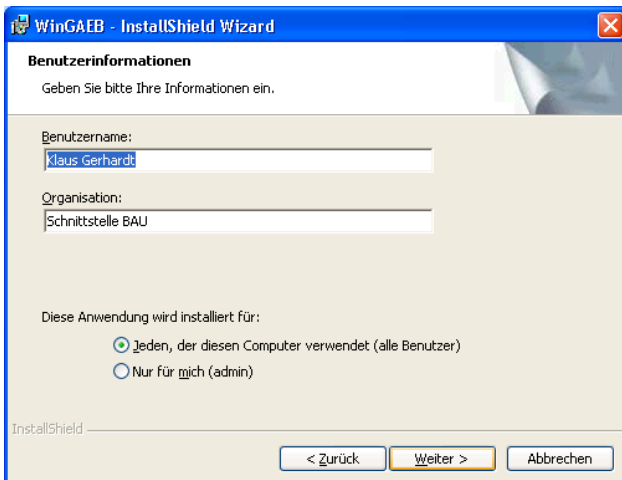 WinGAEB - InstallShield Wizard
Benutzerinformationen
Geben Sie bitte Ihre Informationen ein.
Benutzername:
Klaus Gerhardt
Organisation:
Schnittstelle BAU
Diese Anwendung wird installiert für:
Jeden, der diesen Computer verwendet (alle Benutzer)
Nur für mich (admin)
InstallShield
< Zurück Weiter > Abbrechen